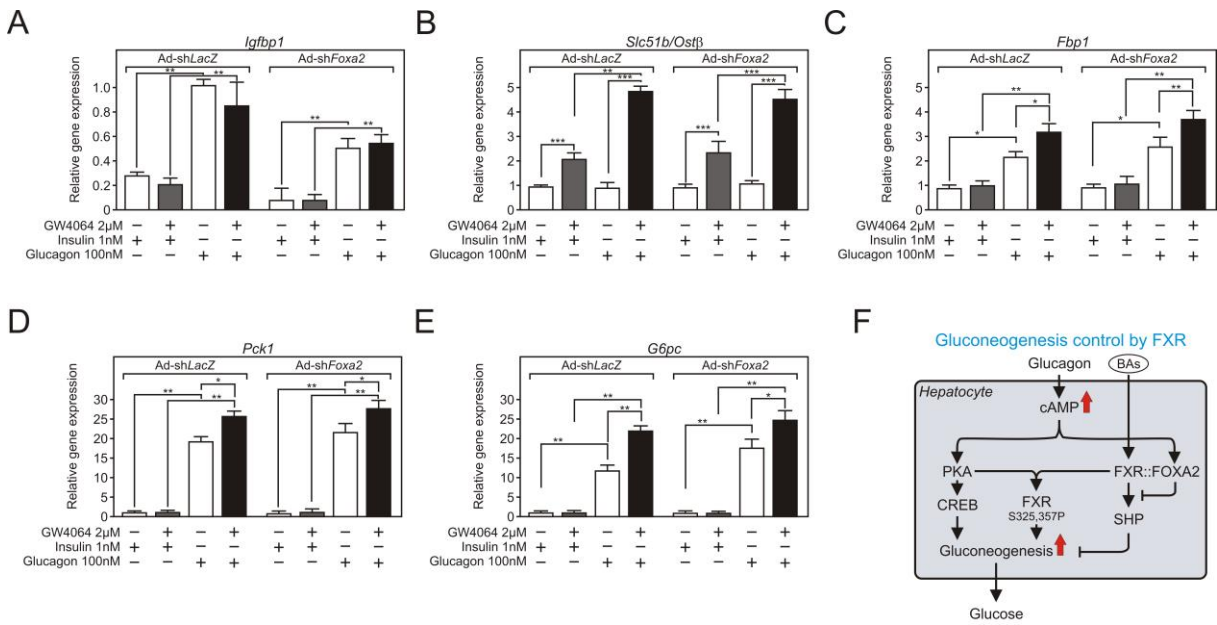 A
Igfbp1
Ad-shLacZ Ad-shFoxa2
Relative gene expression
1.0
0.8
0.6
0.4
0.2
** ** ** **
GW4064 2µM − + − + − + − +
Insulin 1nM + + − − + + − −
Glucagon 100nM − − + + − − + +
B
Slc51b/Ostβ
Ad-shLacZ Ad-shFoxa2
Relative gene expression
5
4
3
2
1
0
*** ** *** *** *** ***
GW4064 2µM − + − + − + − +
Insulin 1nM + + − − + + − −
Glucagon 100nM − − + + − − + +
C
Fbp1
Ad-shLacZ Ad-shFoxa2
Relative gene expression
5
4
3
2
1
0
* ** * * ** **
GW4064 2µM − + − + − + − +
Insulin 1nM + + − − + + − −
Glucagon 100nM − − + + − − + +
D
Pck1
Ad-shLacZ Ad-shFoxa2
Relative gene expression
30
25
20
15
10
5
0
** * ** ** * **
GW4064 2µM − + − + − + − +
Insulin 1nM + + − − + + − −
Glucagon 100nM − − + + − − + +
E
G6pc
Ad-shLacZ Ad-shFoxa2
Relative gene expression
30
25
20
15
10
5
0
** ** ** ** ** *
GW4064 2µM − + − + − + − +
Insulin 1nM + + − − + + − −
Glucagon 100nM − − + + − − + +
F
Gluconeogenesis control by FXR
Glucagon BAs
Hepatocyte
cAMP
PKA FXR::FOXA2
CREB FXR
S325,357P SHP
Gluconeogenesis
Glucose